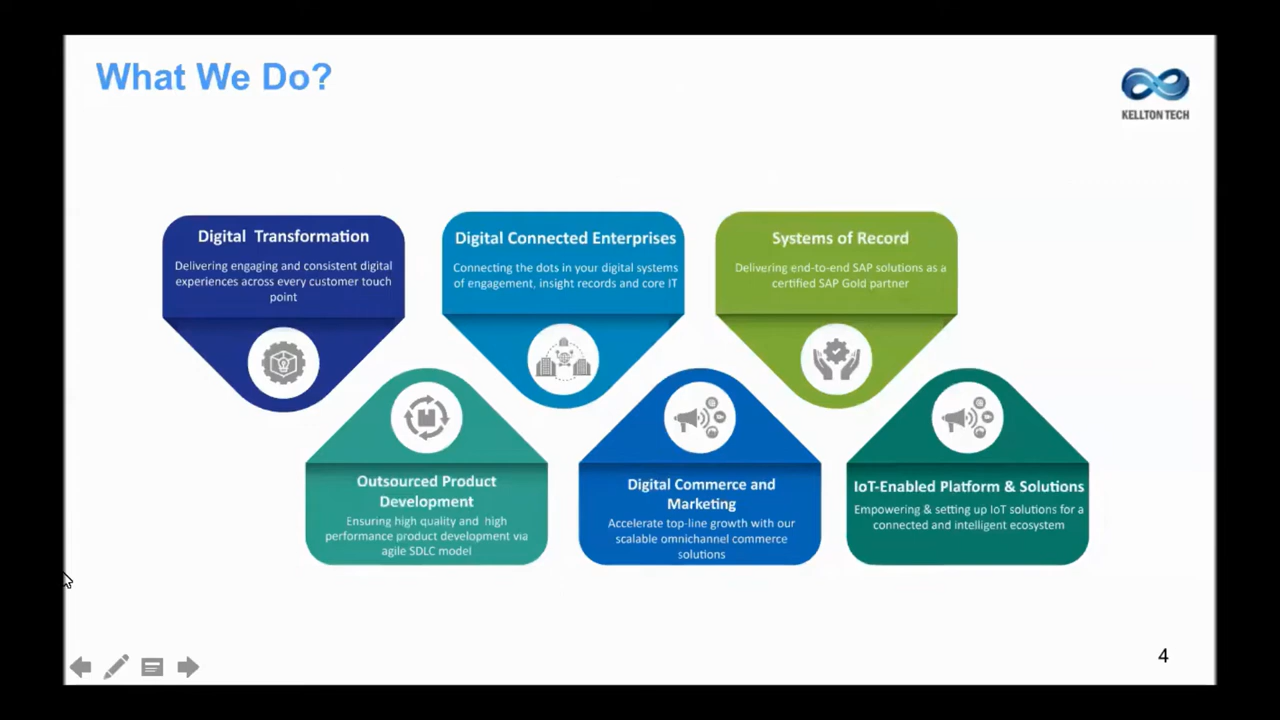 What We Do?
KELLTON TECH
Digital Transformation
Delivering engaging and consistent digital
experiences across every customer touch
point
Digital Connected Enterprises
Connecting the dots in your digital systems
of engagement, insight records and core IT
Systems of Record
Delivering end-to-end SAP solutions as a
certified SAP Gold partner
Outsourced Product
Development
Ensuring high quality and high
performance product development via
agile SDLC model
Digital Commerce and
Marketing
Accelerate top-line growth with our
scalable omnichannel commerce
solutions
IoT-Enabled Platform & Solutions
Empowering & setting up IoT solutions for a
connected and intelligent ecosystem
4